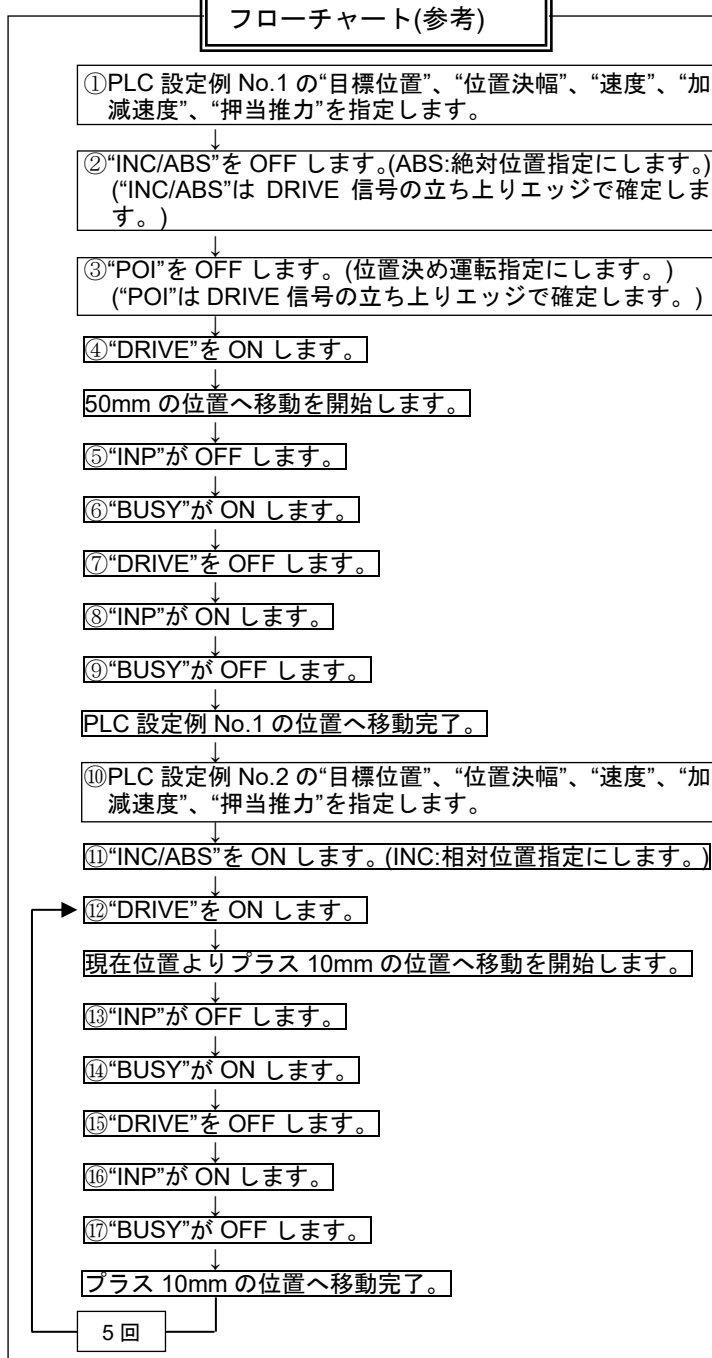 フローチャート(参考)
①PLC 設定例 No.1 の“目標位置”、“位置決幅”、“速度”、“加
減速度”、“押当推力”を指定します。
↓
②“INC/ABS”を OFF します。(ABS:絶対位置指定にします。)
(“INC/ABS”は DRIVE 信号の立ち上りエッジで確定しま
す。)
↓
③“POI”を OFF します。(位置決め運転指定にします。)
(“POI”は DRIVE 信号の立ち上りエッジで確定します。)
↓
④“DRIVE”を ON します。
↓
50mm の位置へ移動を開始します。
↓
⑤“INP”が OFF します。
↓
⑥“BUSY”が ON します。
↓
⑦“DRIVE”を OFF します。
↓
⑧“INP”が ON します。
↓
⑨“BUSY”が OFF します。
↓
PLC 設定例 No.1 の位置へ移動完了。
↓
⑩PLC 設定例 No.2 の“目標位置”、“位置決幅”、“速度”、“加
減速度”、“押当推力”を指定します。
↓
⑪“INC/ABS”を ON します。(INC:相対位置指定にします。)
↓
⑫“DRIVE”を ON します。
↓
現在位置よりプラス 10mm の位置へ移動を開始します。
↓
⑬“INP”が OFF します。
↓
⑭“BUSY”が ON します。
↓
⑮“DRIVE”を OFF します。
↓
⑯“INP”が ON します。
↓
⑰“BUSY”が OFF します。
↓
プラス 10mm の位置へ移動完了。
5 回